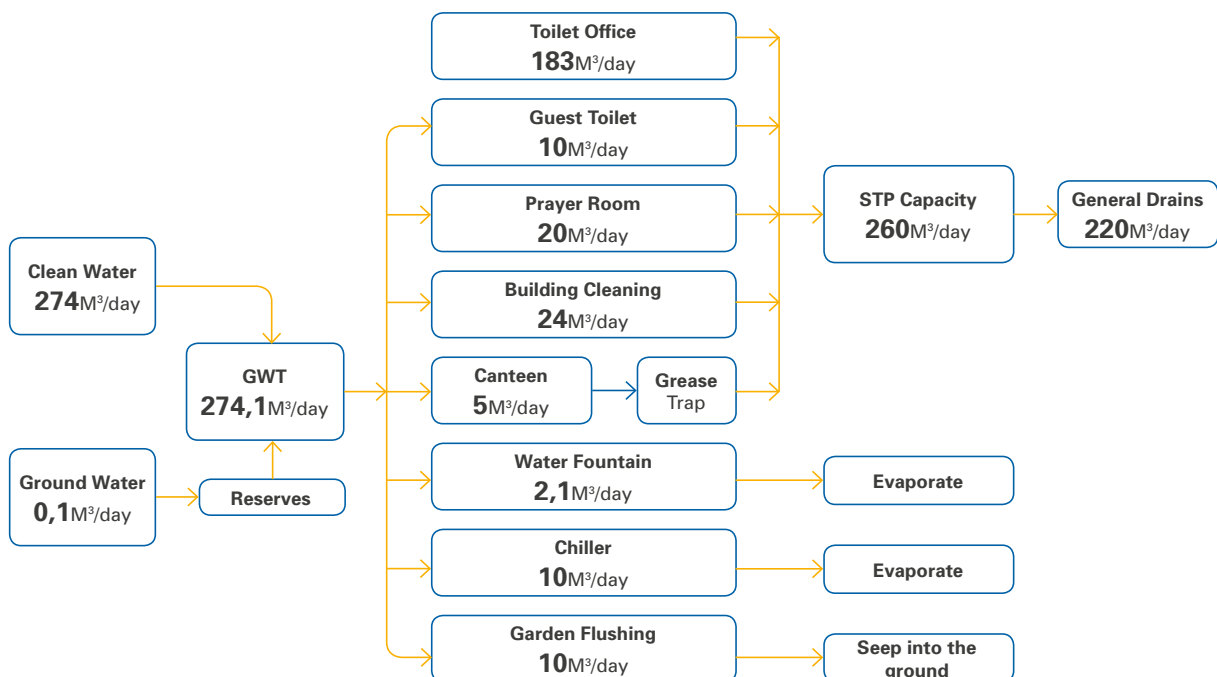 Toilet Office
183M³/day
Guest Toilet
10M³/day
Prayer Room
20M³/day
Building Cleaning
24M³/day
Canteen
5M³/day
Grease
Trap
Water Fountain
2,1M³/day
Chiller
10M³/day
Garden Flushing
10M³/day
Clean Water
274M³/day
GWT
274,1M³/day
Ground Water
0,1M³/day
Reserves
STP Capacity
260M³/day
General Drains
220M³/day
Evaporate
Evaporate
Seep into the
ground